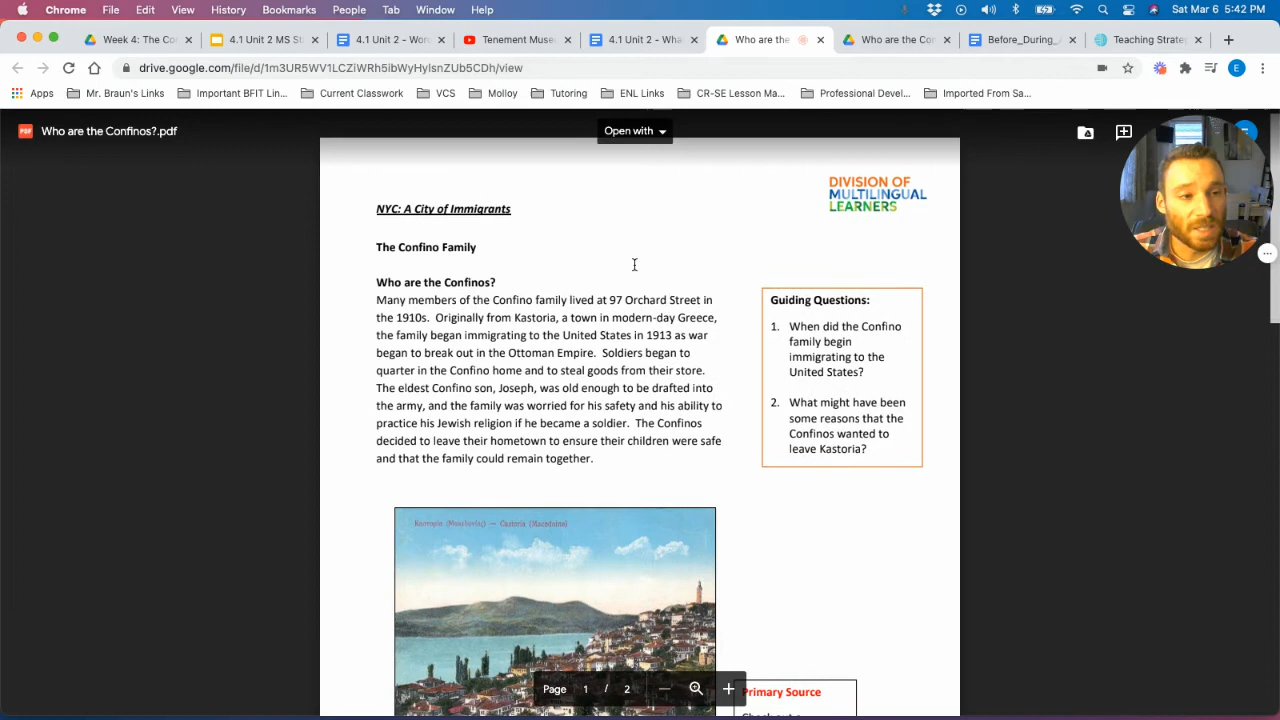 Chrome File Edit View History Bookmarks People Tab Window Help Sat Mar 6 5:42 PM
Week 4: The Co 4.1 Unit 2 MS St 4.1 Unit 2 - Wor Tenement Muse 4.1 Unit 2 - Wha Who are the Who are the Con Before_During_ Teaching Strate
drive.google.com/file/d/1m3UR5WV1LCZiWRh5ibWyHylsnZUb5CDh/view E
Apps Mr. Braun's Links Important BFIT Lin... Current Classwork VCS Molloy Tutoring ENL Links CR-SE Lesson Ma... Professional Devel... Imported From Sa...
PDF Who are the Confinos?.pdf Open with
DIVISION OF
MULTILINGUAL
LEARNERS
NYC: A City of Immigrants
The Confino Family
Who are the Confinos?
Many members of the Confino family lived at 97 Orchard Street in
the 1910s. Originally from Kastoria, a town in modern-day Greece,
the family began immigrating to the United States in 1913 as war
began to break out in the Ottoman Empire. Soldiers began to
quarter in the Confino home and to steal goods from their store.
The eldest Confino son, Joseph, was old enough to be drafted into
the army, and the family was worried for his safety and his ability to
practice his Jewish religion if he became a soldier. The Confinos
decided to leave their hometown to ensure their children were safe
and that the family could remain together.
Guiding Questions:
1. When did the Confino
family begin
immigrating to the
United States?
2. What might have been
some reasons that the
Confinos wanted to
leave Kastoria?
— Castoria (Macédoine)
Page 1 / 2
Primary Source